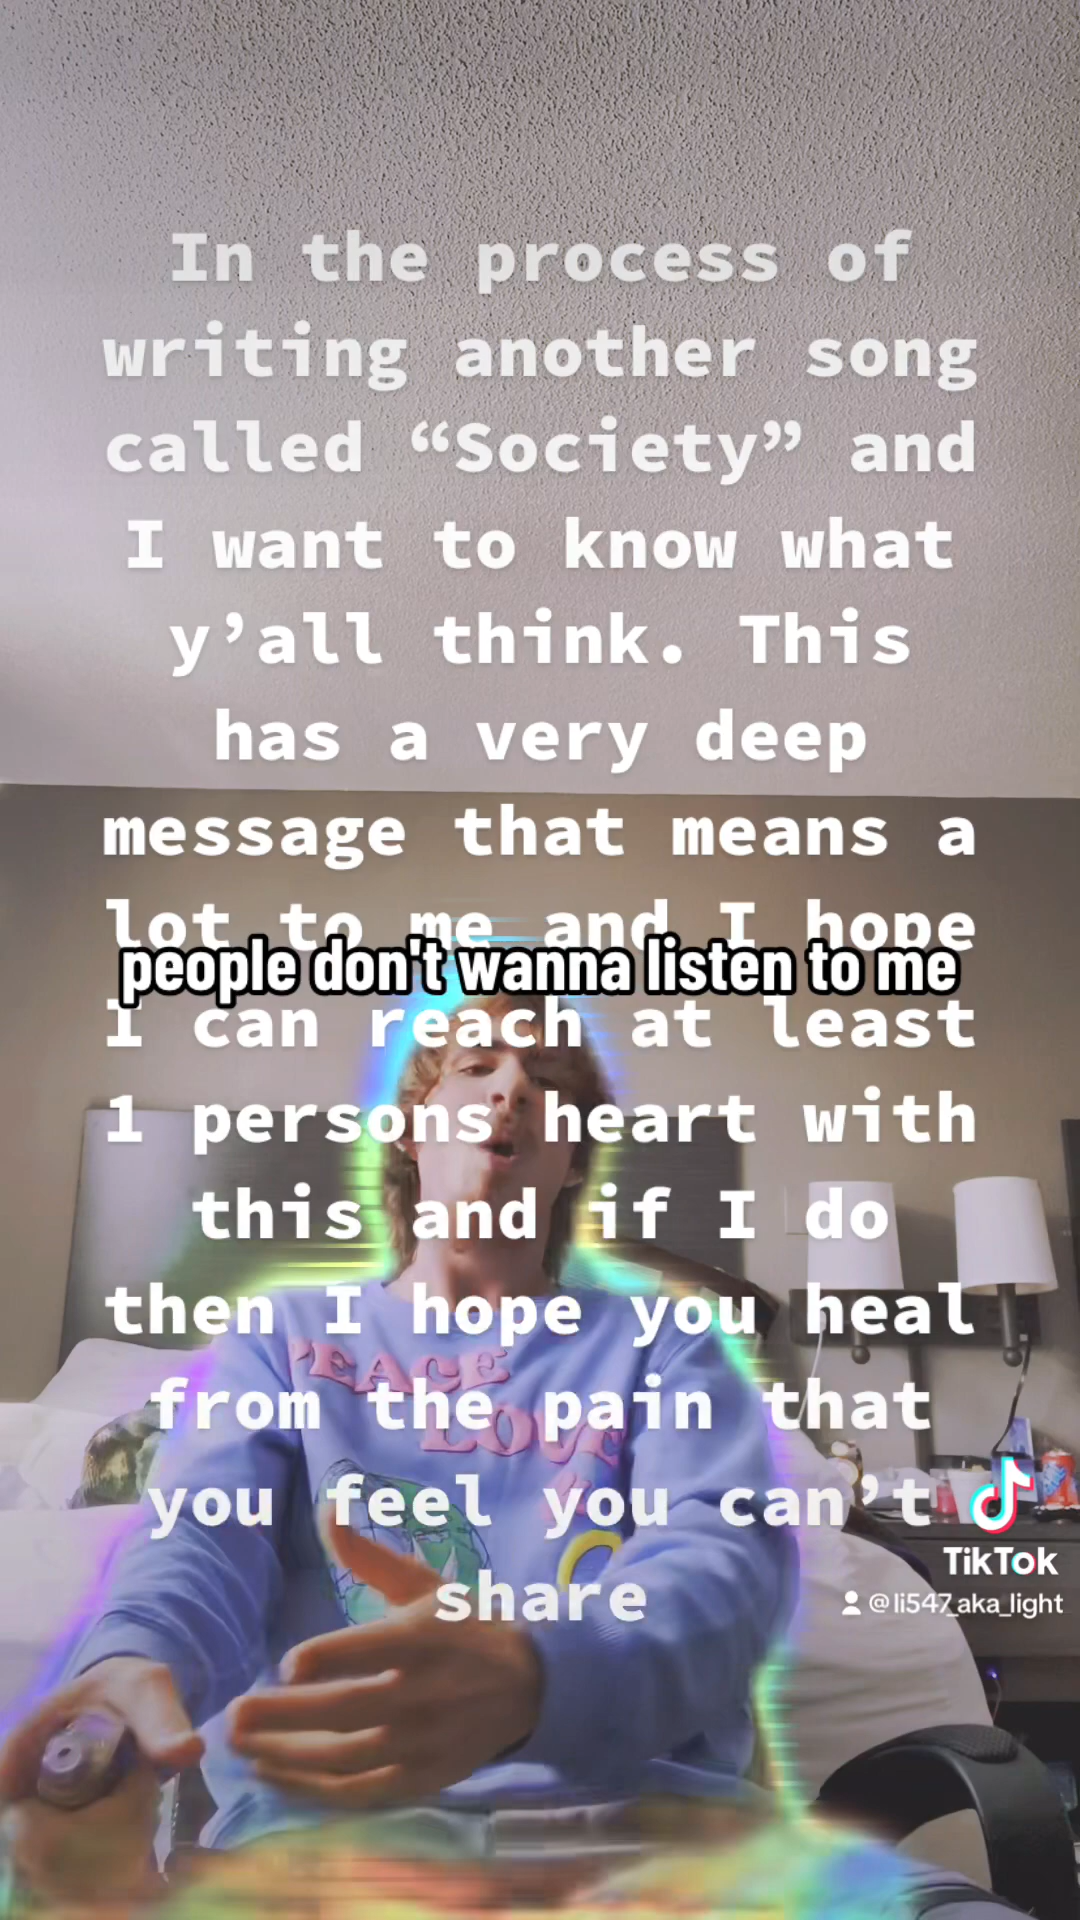 In the process of
writing another song
called “Society” and
I want to know what
y’all think. This
has a very deep
message that means a
lot to me and I hope
people don't wanna listen to me
I can reach at least
1 persons heart with
this and if I do
then I hope you heal
from the pain that
you feel you can’t
share
PEACE
LOVE
TikTok
@li547_aka_light